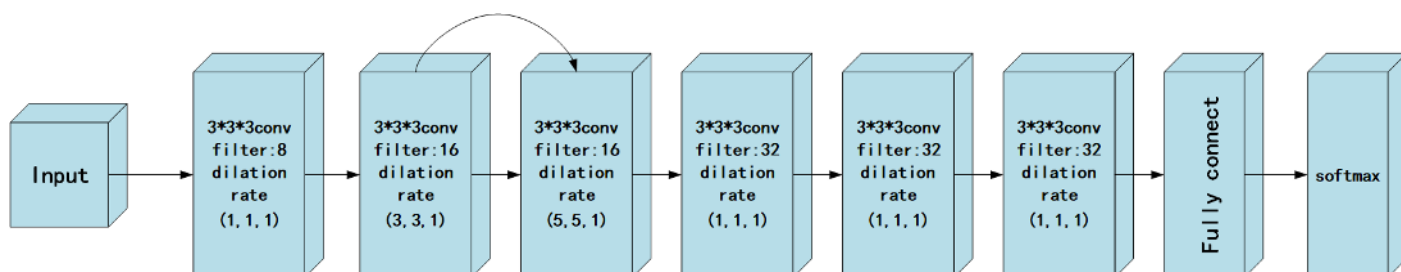 Input
3*3*3conv
filter:8
dilation
rate
(1,1,1)
3*3*3conv
filter:16
dilation
rate
(3,3,1)
3*3*3conv
filter:16
dilation
rate
(5,5,1)
3*3*3conv
filter:32
dilation
rate
(1,1,1)
3*3*3conv
filter:32
dilation
rate
(1,1,1)
3*3*3conv
filter:32
dilation
rate
(1,1,1)
Fully connect
softmax